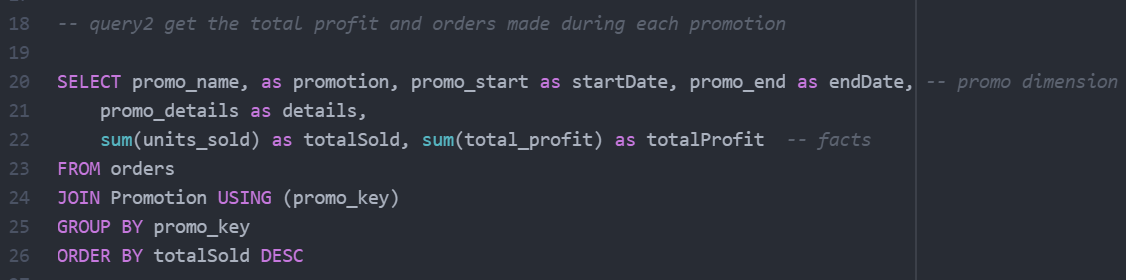 18 -- query2 get the total profit and orders made during each promotion
19
20 SELECT promo_name, as promotion, promo_start as startDate, promo_end as endDate, -- promo dimension
21 promo_details as details,
22 sum(units_sold) as totalSold, sum(total_profit) as totalProfit -- facts
23 FROM orders
24 JOIN Promotion USING (promo_key)
25 GROUP BY promo_key
26 ORDER BY totalSold DESC